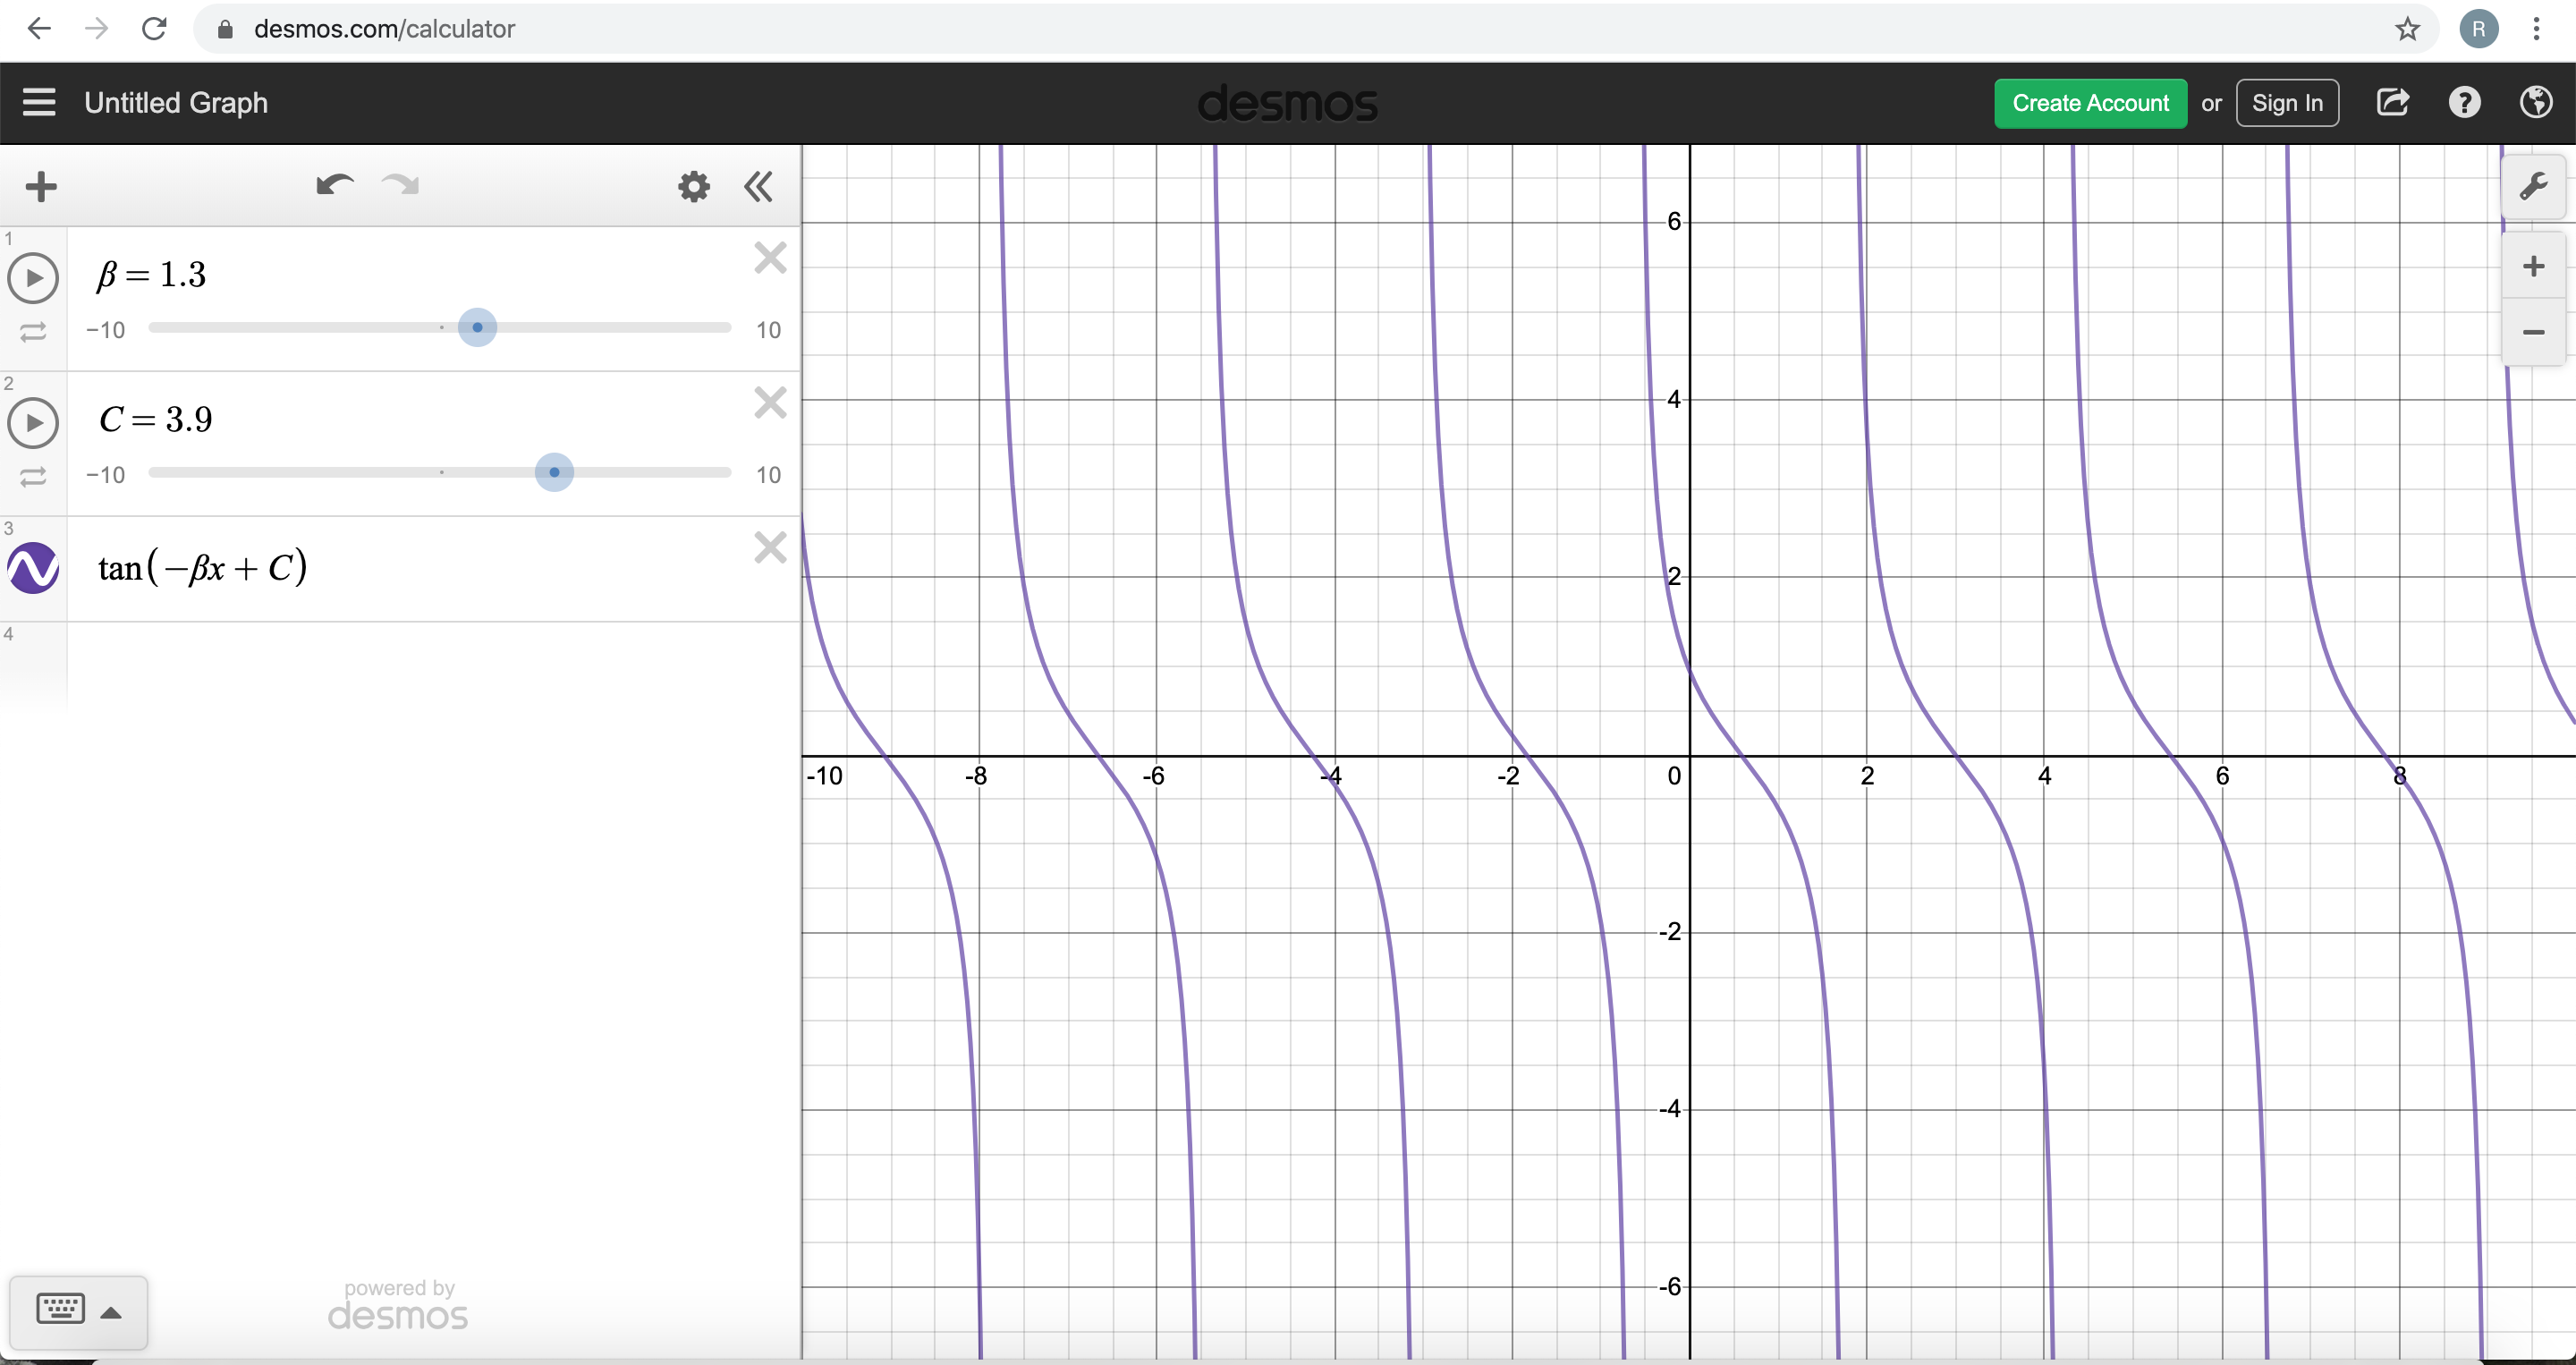 desmos.com/calculator
R
Untitled Graph
desmos
Create Account or Sign In
?
1
β = 1.3
−10 10
2
C = 3.9
−10 10
3
tan(−βx + C)
4
powered by
desmos
6
4
2
-10 -8 -6 -4 -2 0 2 4 6 8
-2
-4
-6